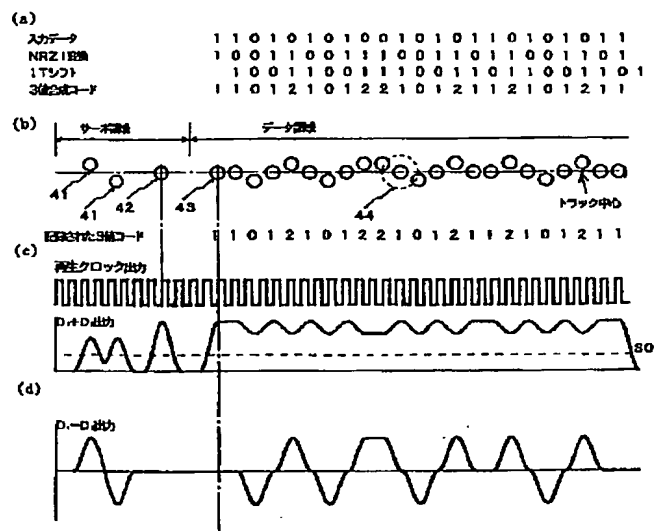 (a)
入力データ 1 1 0 1 0 1 0 1 0 0 1 0 1 0 1 1 0 1 0 1 0 1 1
NRZI変換 1 0 0 1 1 0 0 1 1 1 0 0 1 1 0 1 1 0 0 1 1 0 1
1Tシフト 1 0 0 1 1 0 0 1 1 1 0 0 1 1 0 1 1 0 0 1 1 0 1
3値合成コード 1 1 0 1 2 1 0 1 2 2 1 0 1 2 1 1 2 1 0 1 2 1 1
(b)
サーボ領域 データ領域
41 41 42 43 44 トラック中心
記録された3値コード 1 1 0 1 2 1 0 1 2 2 1 0 1 2 1 1 2 1 0 1 2 1 1
(c)
再生クロック出力
出力
(d)
出力